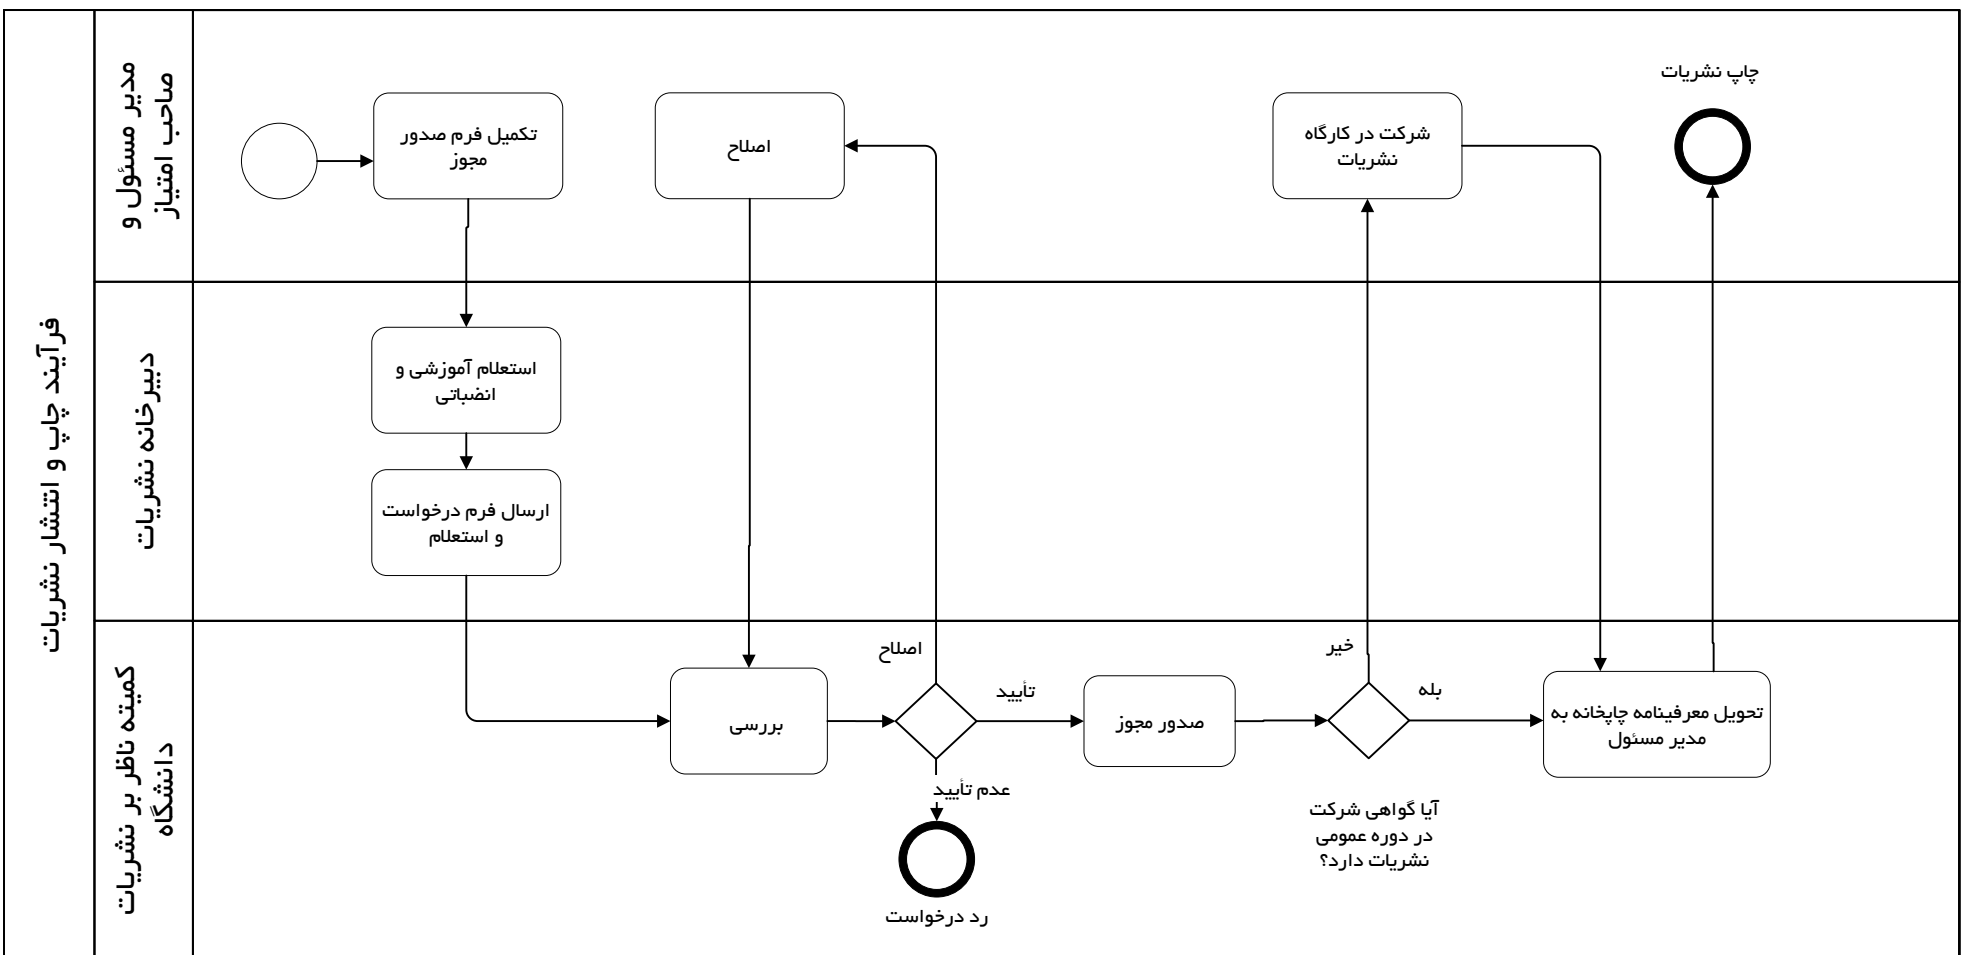 فرآیند چاپ و انتشار نشریات
مدیر مسئول و
صاحب امتیاز
تکمیل فرم صدور
مجوز
اصلاح
شرکت در کارگاه
نشریات
چاپ نشریات
دبیرخانه نشریات
استعلام آموزشی و
انضباتی
ارسال فرم درخواست
و استعلام
کمیته ناظر بر نشریات
دانشگاه
بررسی
اصلاح
تأیید
عدم تأیید
رد درخواست
صدور مجوز
خیر
بله
آیا گواهی شرکت
در دوره عمومی
نشریات دارد؟
تحویل معرفینامه چاپخانه به
مدیر مسئول